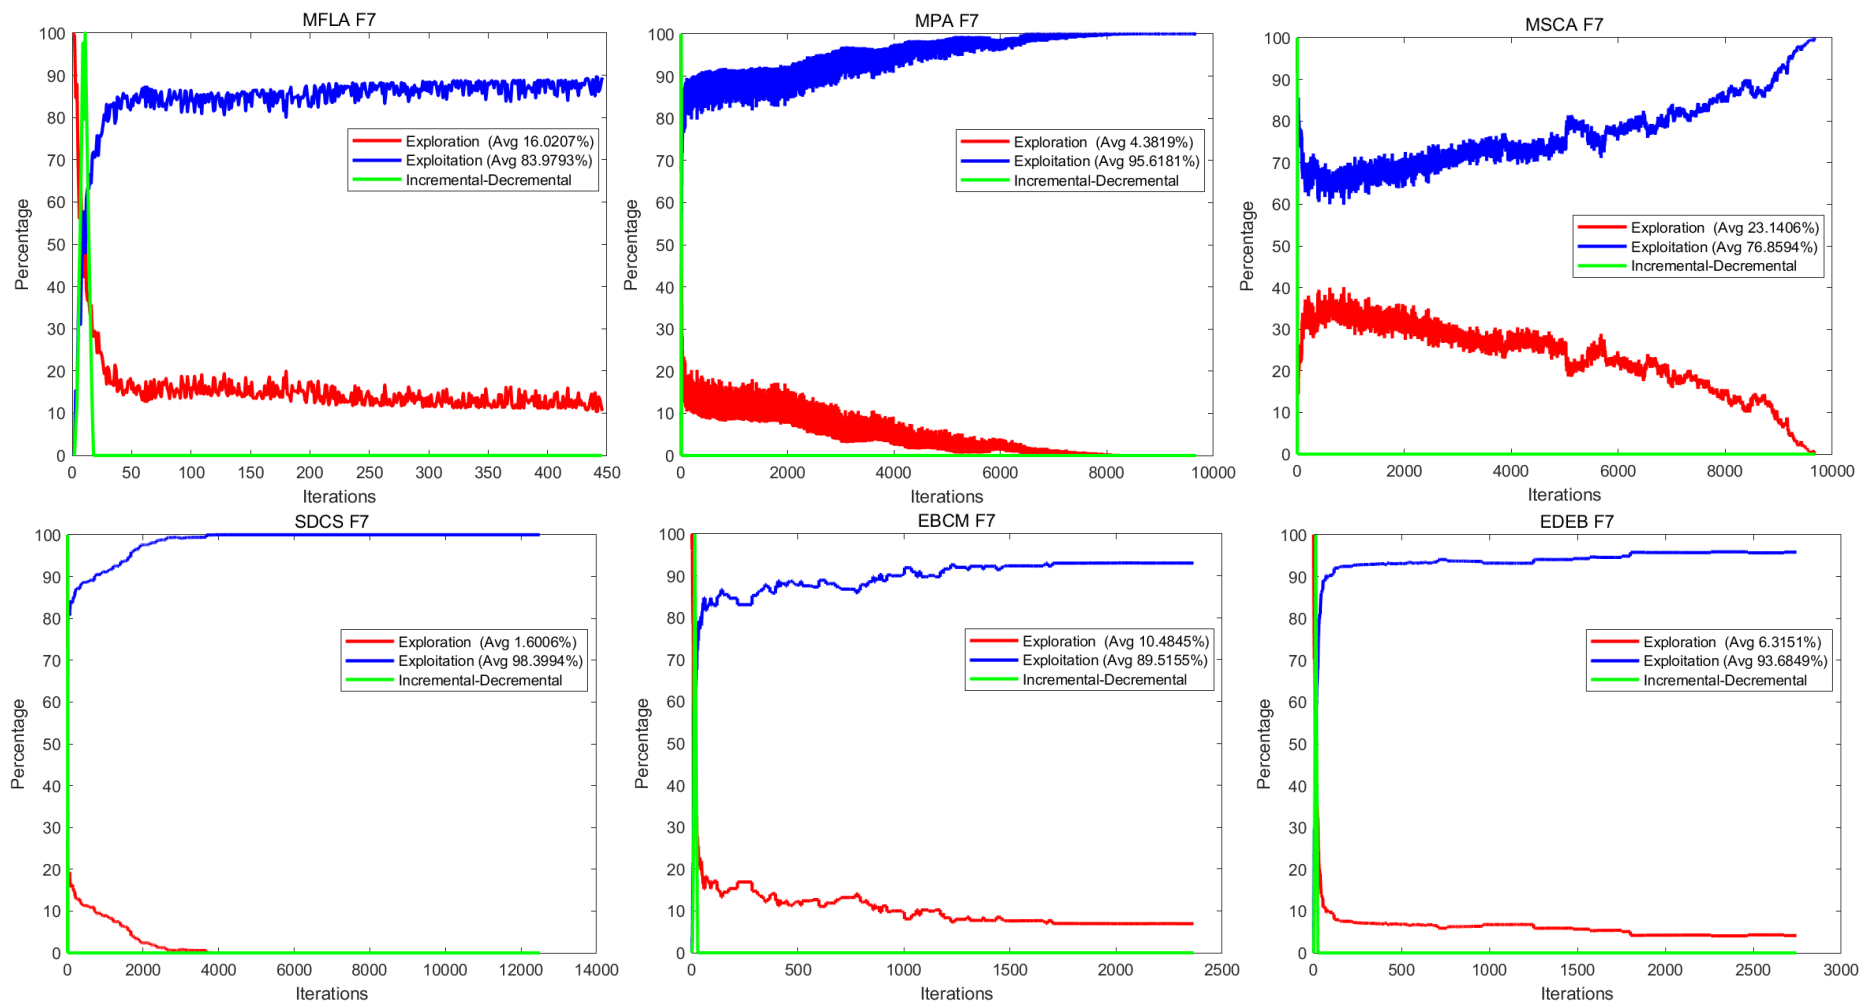 MFLA F7
100
90
80
70
60
50
40
30
20
10
0
Percentage
Exploration (Avg 16.0207%)
Exploitation (Avg 83.9793%)
Incremental-Decremental
0 50 100 150 200 250 300 350 400 450
Iterations
MPA F7
100
90
80
70
60
50
40
30
20
10
0
Percentage
Exploration (Avg 4.3819%)
Exploitation (Avg 95.6181%)
Incremental-Decremental
0 2000 4000 6000 8000 10000
Iterations
MSCA F7
100
90
80
70
60
50
40
30
20
10
0
Percentage
Exploration (Avg 23.1406%)
Exploitation (Avg 76.8594%)
Incremental-Decremental
0 2000 4000 6000 8000 10000
Iterations
SDCS F7
100
90
80
70
60
50
40
30
20
10
0
Percentage
Exploration (Avg 1.6006%)
Exploitation (Avg 98.3994%)
Incremental-Decremental
0 2000 4000 6000 8000 10000 12000 14000
Iterations
EBCM F7
100
90
80
70
60
50
40
30
20
10
0
Percentage
Exploration (Avg 10.4845%)
Exploitation (Avg 89.5155%)
Incremental-Decremental
0 500 1000 1500 2000 2500
Iterations
EDEB F7
100
90
80
70
60
50
40
30
20
10
0
Percentage
Exploration (Avg 6.3151%)
Exploitation (Avg 93.6849%)
Incremental-Decremental
0 500 1000 1500 2000 2500 3000
Iterations